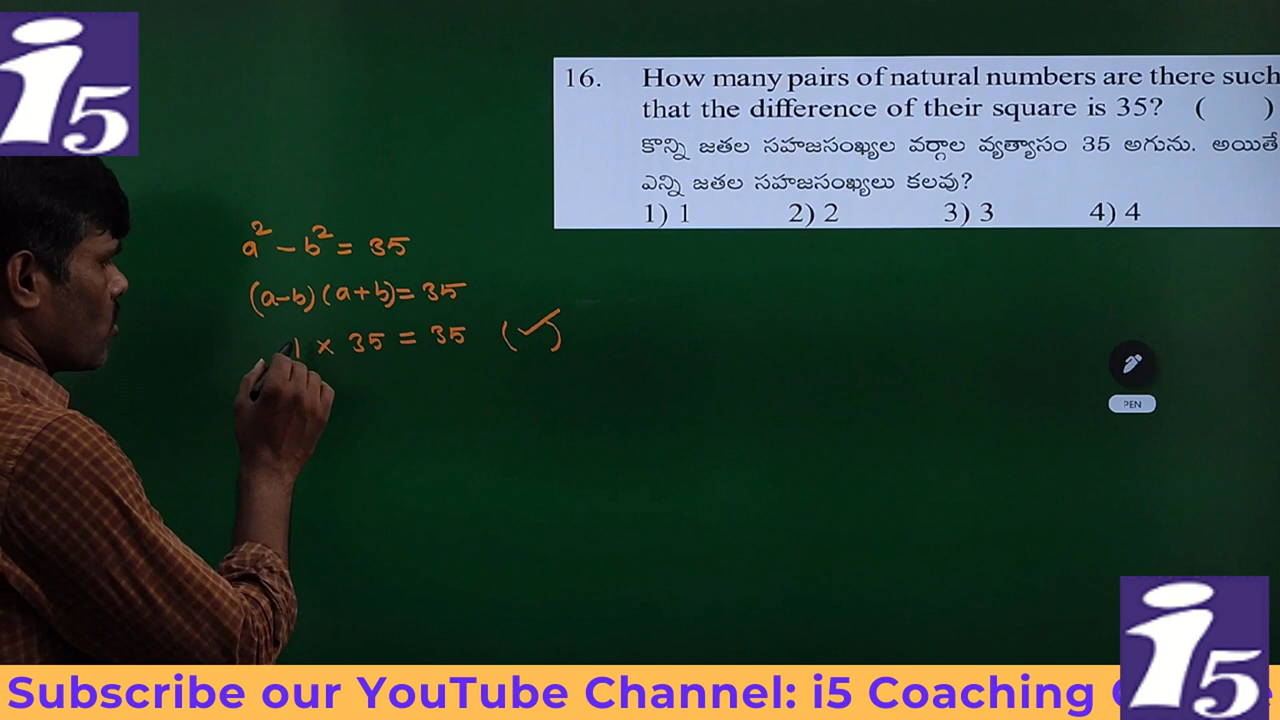 i5
16. How many pairs of natural numbers are there such
that the difference of their square is 35? ( )
కొన్ని జతల సహజసంఖ్యల వర్గాల వ్యత్యాసం 35 అగును. అయితే
ఎన్ని జతల సహజసంఖ్యలు కలవు?
1) 1 2) 2 3) 3 4) 4
a² - b² = 35
(a-b) (a+b) = 35
1 × 35 = 35 (✓)
PEN
i5
Subscribe our YouTube Channel: i5 Coaching